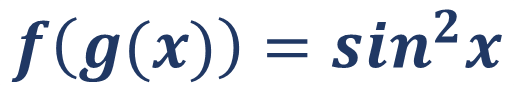 f(g(x)) = sin²x